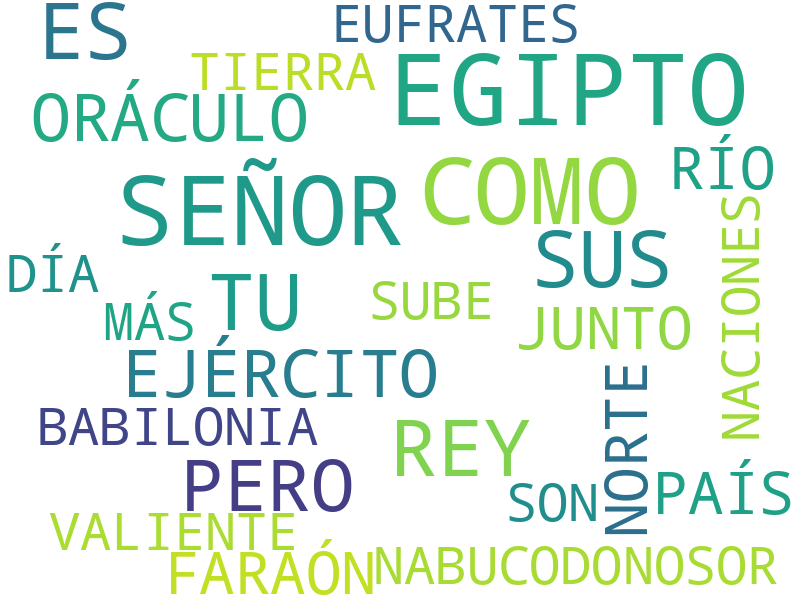 ES
EUFRATES
TIERRA
EGIPTO
ORÁCULO
RÍO
SEÑOR
COMO
NACIONES
SUS
DÍA
TU
SUBE
MÁS
JUNTO
EJÉRCITO
NORTE
BABILONIA
REY
PERO
SON
PAÍS
VALIENTE
FARAÓN
NABUCODONOSOR